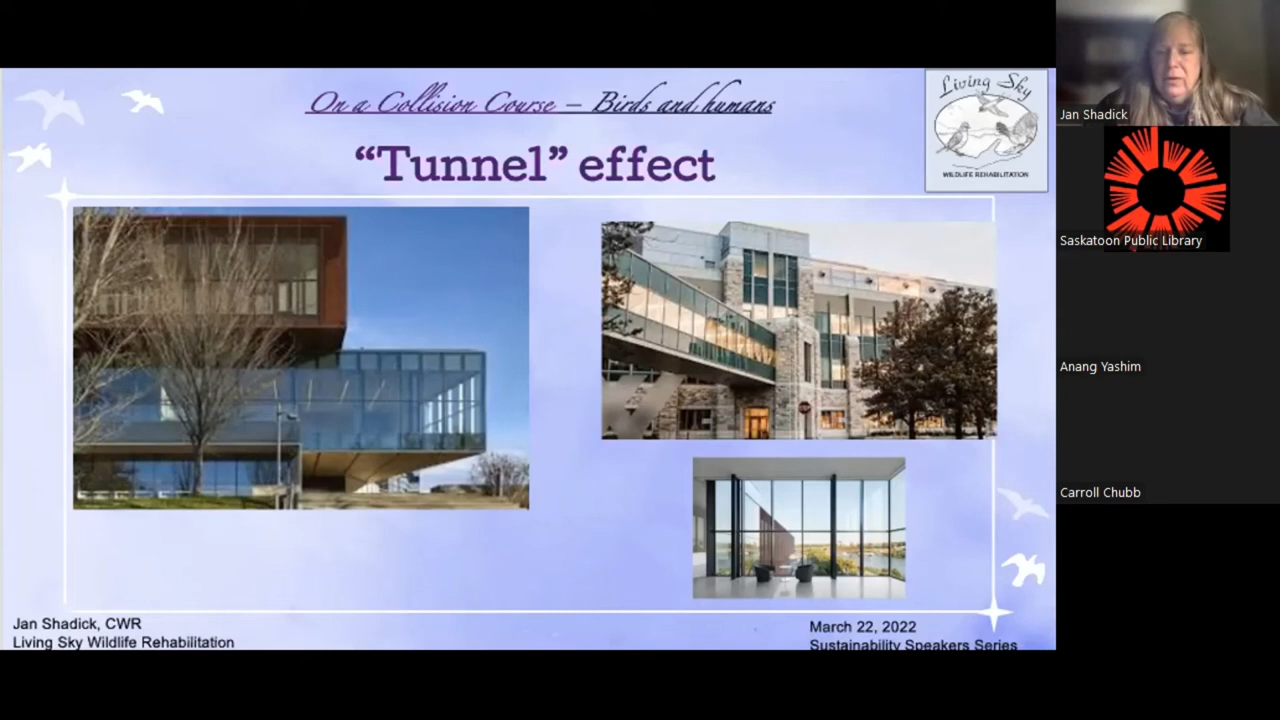 On a Collision Course – Birds and humans
Living Sky
WILDLIFE REHABILITATION
“Tunnel” effect
Jan Shadick, CWR
Living Sky Wildlife Rehabilitation
March 22, 2022
Sustainability Speakers Series
Jan Shadick
Saskatoon Public Library
Anang Yashim
Carroll Chubb